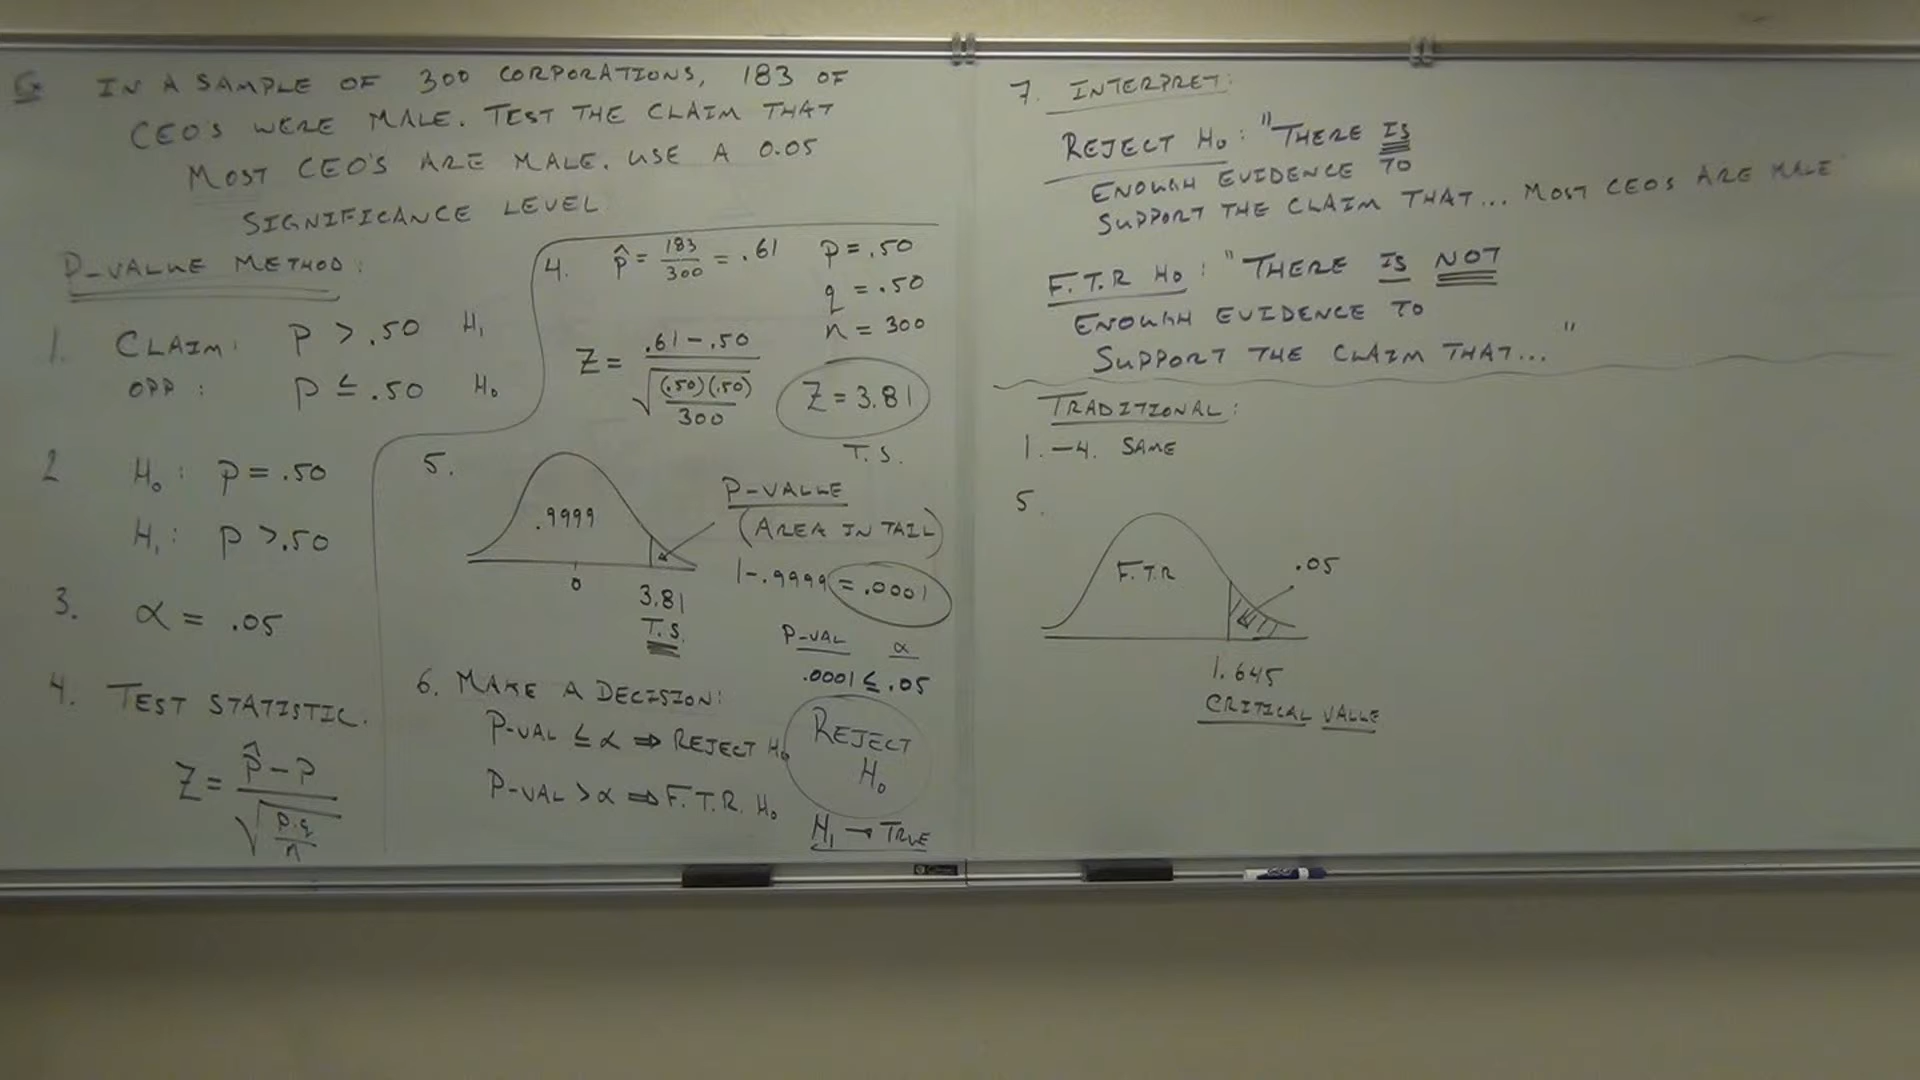 EX IN A SAMPLE OF 300 CORPORATIONS, 183 OF
CEO'S WERE MALE. TEST THE CLAIM THAT
MOST CEO'S ARE MALE. USE A 0.05
SIGNIFICANCE LEVEL
P-VALUE METHOD:
1. CLAIM: P > .50 H₁
OPP: P ≤ .50 H₀
2 H₀: P = .50
H₁: P > .50
3. α = .05
4. TEST STATISTIC.
Z = (p̂ - P) / √(P·q / n)
4. p̂ = 183/300 = .61
P = .50
q = .50
n = 300
Z = (.61 - .50) / √((.50)(.50) / 300)
Z = 3.81
T.S.
5.
.9999
0
3.81
T.S.
P-VALUE
(AREA IN TAIL)
1-.9999 = .0001
P-VAL α
.0001 ≤ .05
6. MAKE A DECISION:
P-VAL ≤ α ⇒ REJECT H₀
P-VAL > α ⇒ F.T.R. H₀
REJECT
H₀
H₁ → TRUE
7. INTERPRET:
REJECT H₀: "THERE IS
ENOUGH EVIDENCE TO
SUPPORT THE CLAIM THAT... MOST CEOS ARE MALE
F.T.R H₀: "THERE IS NOT
ENOUGH EVIDENCE TO
SUPPORT THE CLAIM THAT..."
TRADITIONAL:
1. - 4. SAME
5.
F.T.R
.05
1.645
CRITICAL VALUE